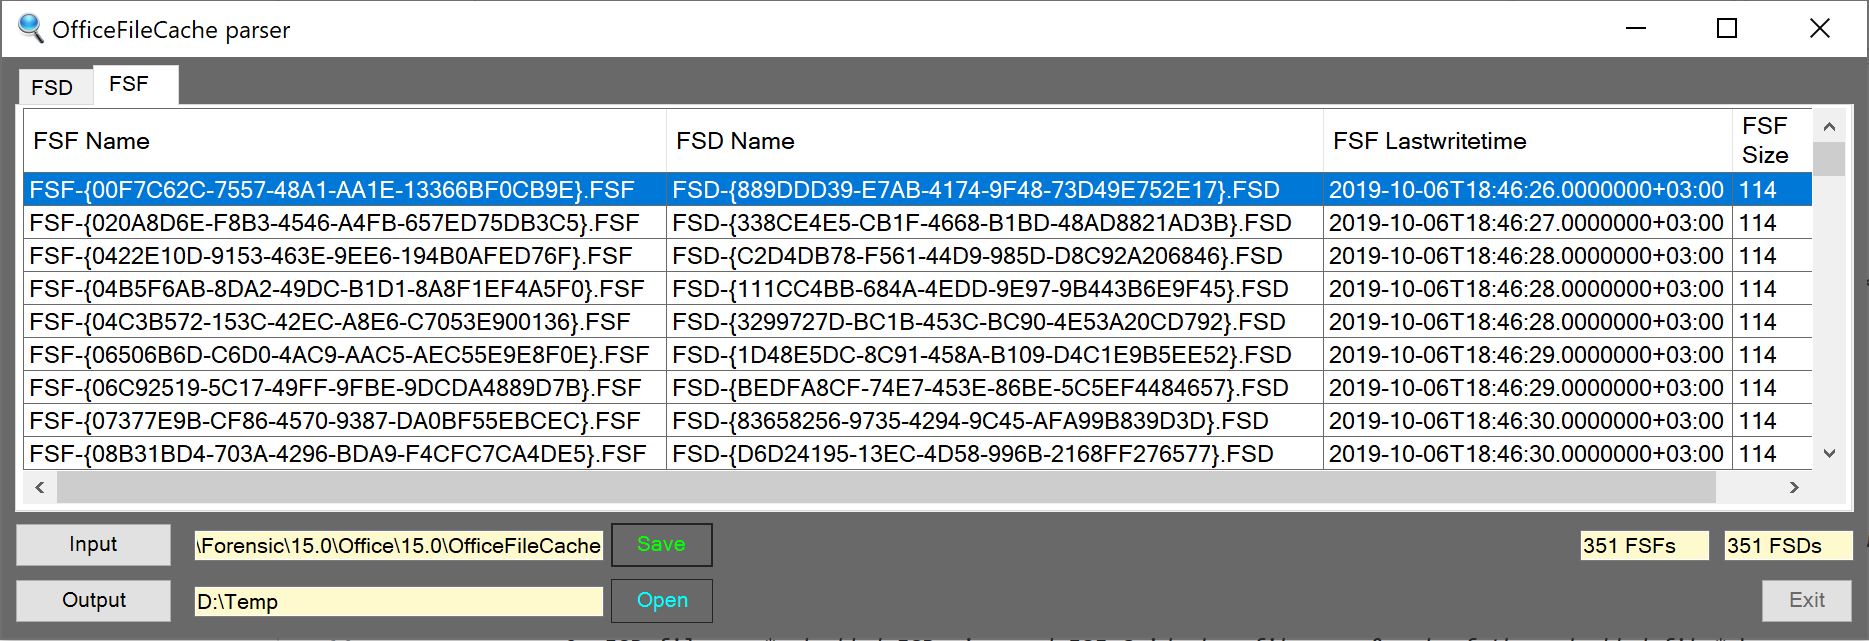 OfficeFileCache parser
FSD FSF
FSF Name FSD Name FSF Lastwritetime FSF Size
FSF-{00F7C62C-7557-48A1-AA1E-13366BF0CB9E}.FSF FSD-{889DDD39-E7AB-4174-9F48-73D49E752E17}.FSD 2019-10-06T18:46:26.0000000+03:00 114
FSF-{020A8D6E-F8B3-4546-A4FB-657ED75DB3C5}.FSF FSD-{338CE4E5-CB1F-4668-B1BD-48AD8821AD3B}.FSD 2019-10-06T18:46:27.0000000+03:00 114
FSF-{0422E10D-9153-463E-9EE6-194B0AFED76F}.FSF FSD-{C2D4DB78-F561-44D9-985D-D8C92A206846}.FSD 2019-10-06T18:46:28.0000000+03:00 114
FSF-{04B5F6AB-8DA2-49DC-B1D1-8A8F1EF4A5F0}.FSF FSD-{111CC4BB-684A-4EDD-9E97-9B443B6E9F45}.FSD 2019-10-06T18:46:28.0000000+03:00 114
FSF-{04C3B572-153C-42EC-A8E6-C7053E900136}.FSF FSD-{3299727D-BC1B-453C-BC90-4E53A20CD792}.FSD 2019-10-06T18:46:28.0000000+03:00 114
FSF-{06506B6D-C6D0-4AC9-AAC5-AEC55E9E8F0E}.FSF FSD-{1D48E5DC-8C91-458A-B109-D4C1E9B5EE52}.FSD 2019-10-06T18:46:29.0000000+03:00 114
FSF-{06C92519-5C17-49FF-9FBE-9DCDA4889D7B}.FSF FSD-{BEDFA8CF-74E7-453E-86BE-5C5EF4484657}.FSD 2019-10-06T18:46:29.0000000+03:00 114
FSF-{07377E9B-CF86-4570-9387-DA0BF55EBCEC}.FSF FSD-{83658256-9735-4294-9C45-AFA99B839D3D}.FSD 2019-10-06T18:46:30.0000000+03:00 114
FSF-{08B31BD4-703A-4296-BDA9-F4CFC7CA4DE5}.FSF FSD-{D6D24195-13EC-4D58-996B-2168FF276577}.FSD 2019-10-06T18:46:30.0000000+03:00 114
Input \Forensic\15.0\Office\15.0\OfficeFileCache Save 351 FSFs 351 FSDs
Output D:\Temp Open Exit